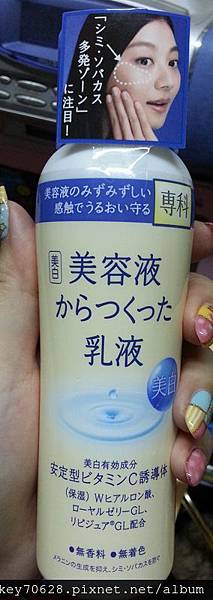 「シミ・ソバカス
多発ゾーン」
に注目！
美容液のみずみずしい
感触でうるおい守る
専科
美白
美容液
からつくった
乳液
美白
美白有効成分
安定型ビタミンC誘導体
(保湿) Wヒアルロン酸、
ローヤルゼリーGL、
リピジュア®GL配合
●無香料 ●無着色
メラニンの生成を抑え、シミ・ソバカスを防ぐ
key70628.pixnet.net/album